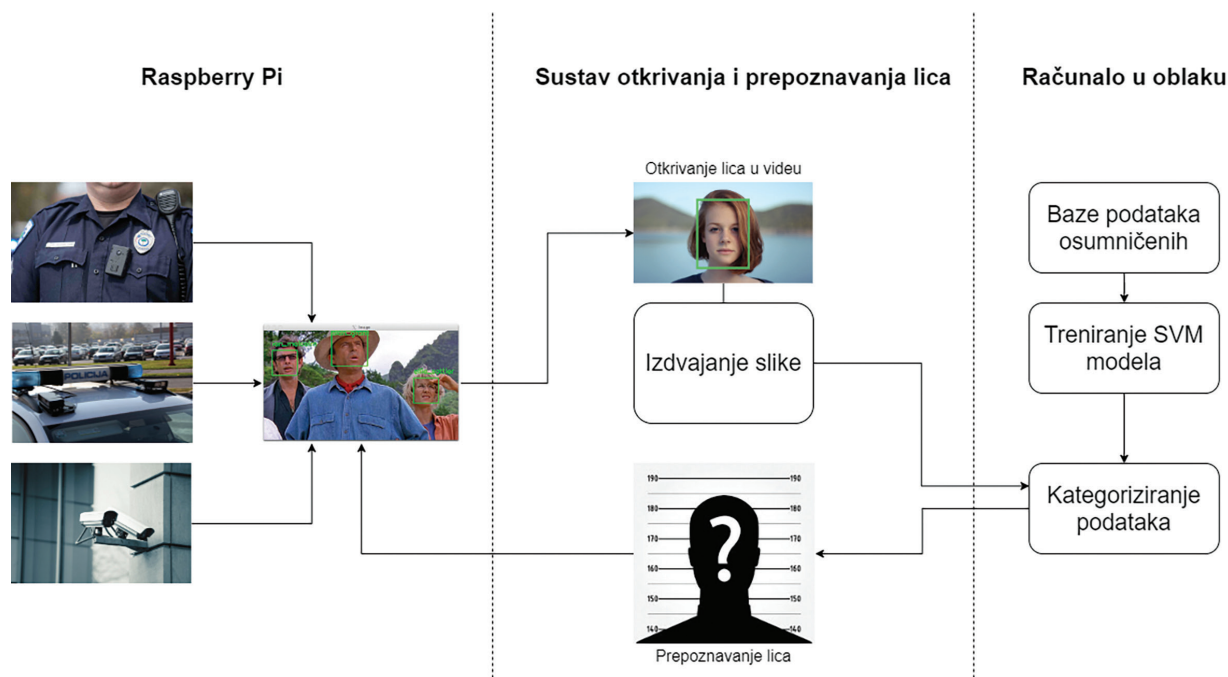 Raspberry Pi
Sustav otkrivanja i prepoznavanja lica
Računalo u oblaku
Otkrivanje lica u videu
Baze podataka
osumničenih
Treniranje SVM
modela
POLICIJA
Izdvajanje slike
Kategoriziranje
podataka
190 190
180 180
170 170
160 160
150 150
140 140
?
Prepoznavanje lica